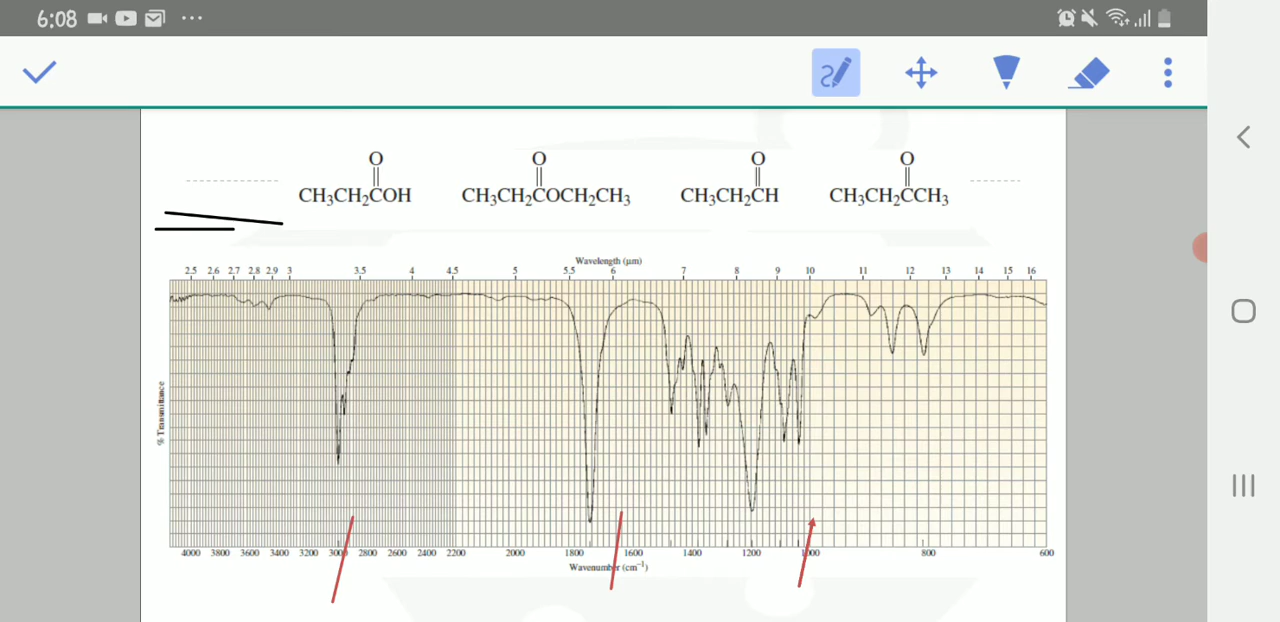 6:08
O O O O
CH3CH2COH CH3CH2COCH2CH3 CH3CH2CH CH3CH2CCH3
Wavelength (µm)
2.5 2.6 2.7 2.8 2.9 3 3.5 4 4.5 5 5.5 6 7 8 9 10 11 12 13 14 15 16
% Transmittance
4000 3800 3600 3400 3200 3000 2800 2600 2400 2200 2000 1800 1600 1400 1200 1000 800 600
Wavenumber (cm⁻¹)